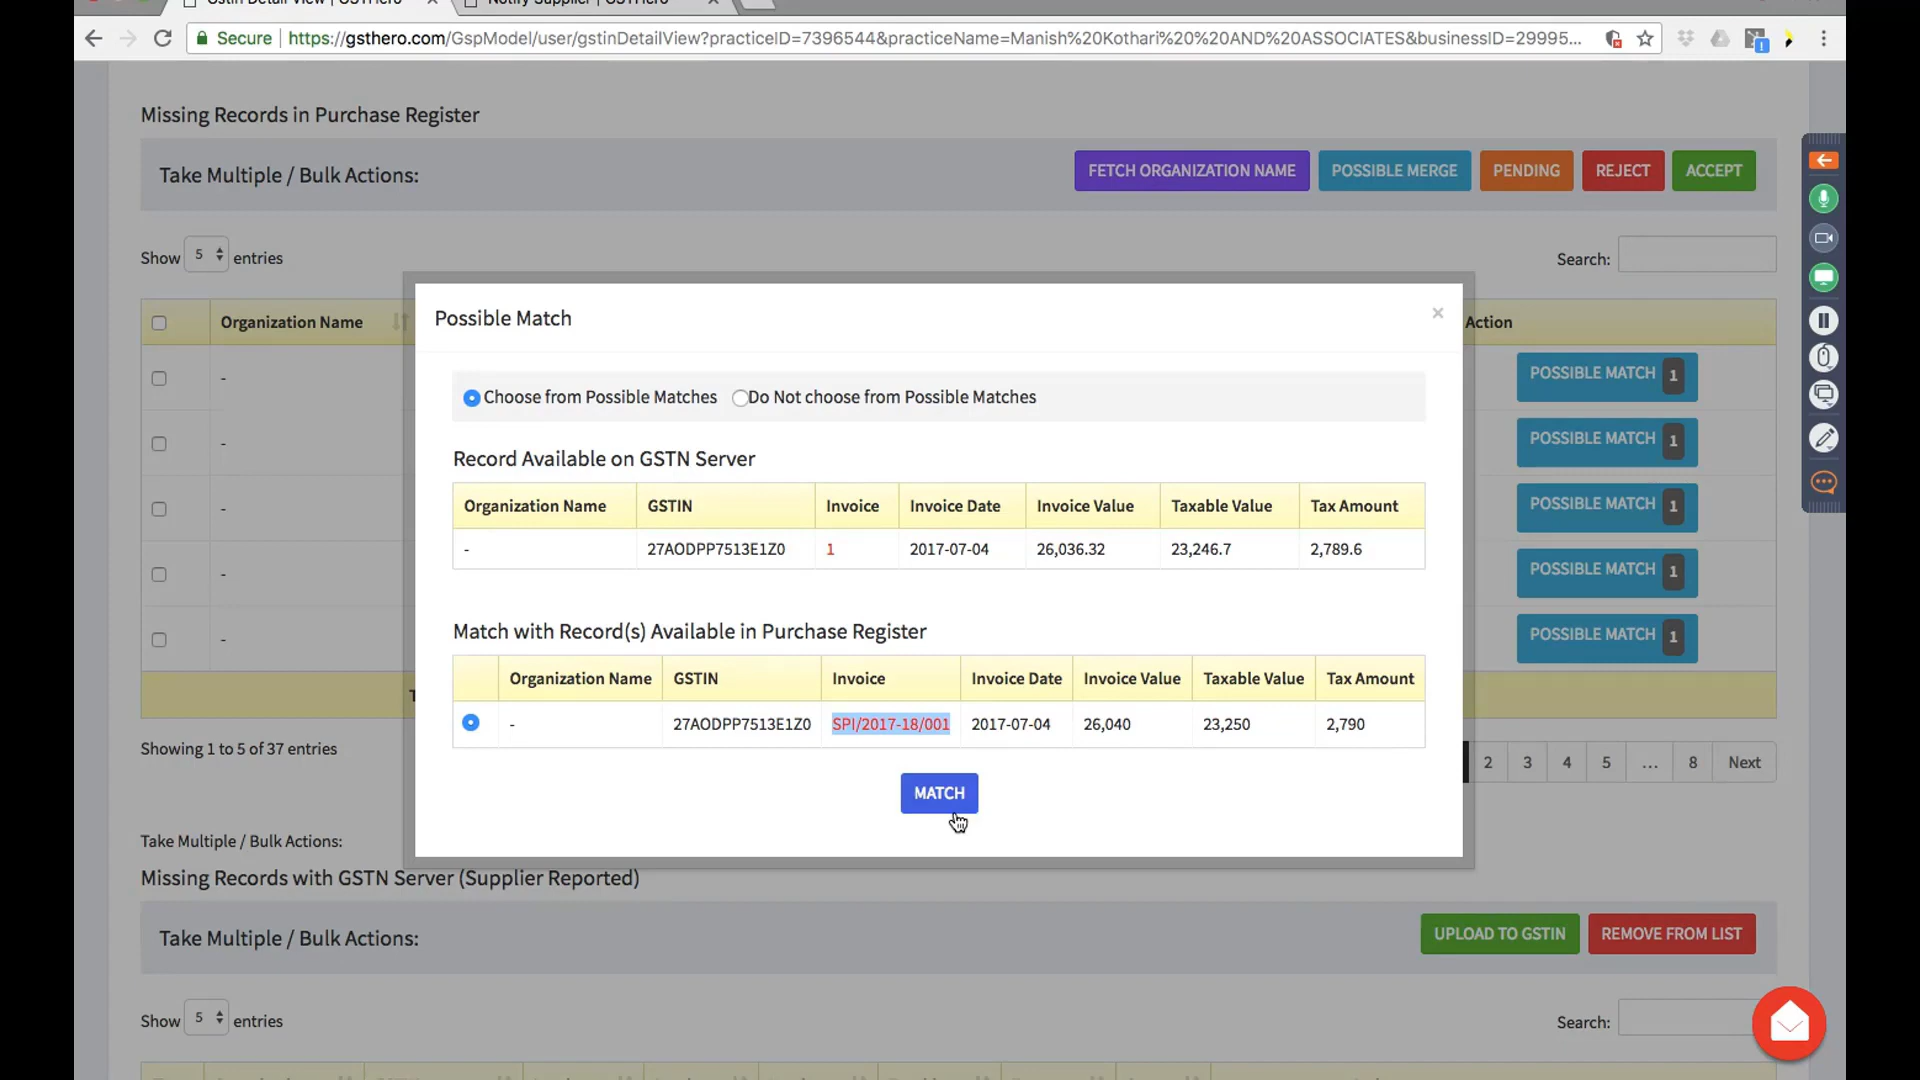 Gstin Detail View | GSTHero
Notify Supplier | GSTHero
Secure https://gsthero.com/GspModel/user/gstinDetailView?practiceID=7396544&practiceName=Manish%20Kothari%20%20AND%20ASSOCIATES&businessID=29995...
Missing Records in Purchase Register
Take Multiple / Bulk Actions:
FETCH ORGANIZATION NAME POSSIBLE MERGE PENDING REJECT ACCEPT
Show 5 entries
Search:
Organization Name
Action
-
POSSIBLE MATCH 1
-
POSSIBLE MATCH 1
-
POSSIBLE MATCH 1
-
POSSIBLE MATCH 1
-
POSSIBLE MATCH 1
Possible Match ×
Choose from Possible Matches Do Not choose from Possible Matches
Record Available on GSTN Server
Organization Name GSTIN Invoice Invoice Date Invoice Value Taxable Value Tax Amount
- 27AODPP7513E1Z0 1 2017-07-04 26,036.32 23,246.7 2,789.6
Match with Record(s) Available in Purchase Register
Organization Name GSTIN Invoice Invoice Date Invoice Value Taxable Value Tax Amount
- 27AODPP7513E1Z0 SPI/2017-18/001 2017-07-04 26,040 23,250 2,790
MATCH
Showing 1 to 5 of 37 entries
2 3 4 5 ... 8 Next
Take Multiple / Bulk Actions:
Missing Records with GSTN Server (Supplier Reported)
Take Multiple / Bulk Actions:
UPLOAD TO GSTIN REMOVE FROM LIST
Show 5 entries
Search: